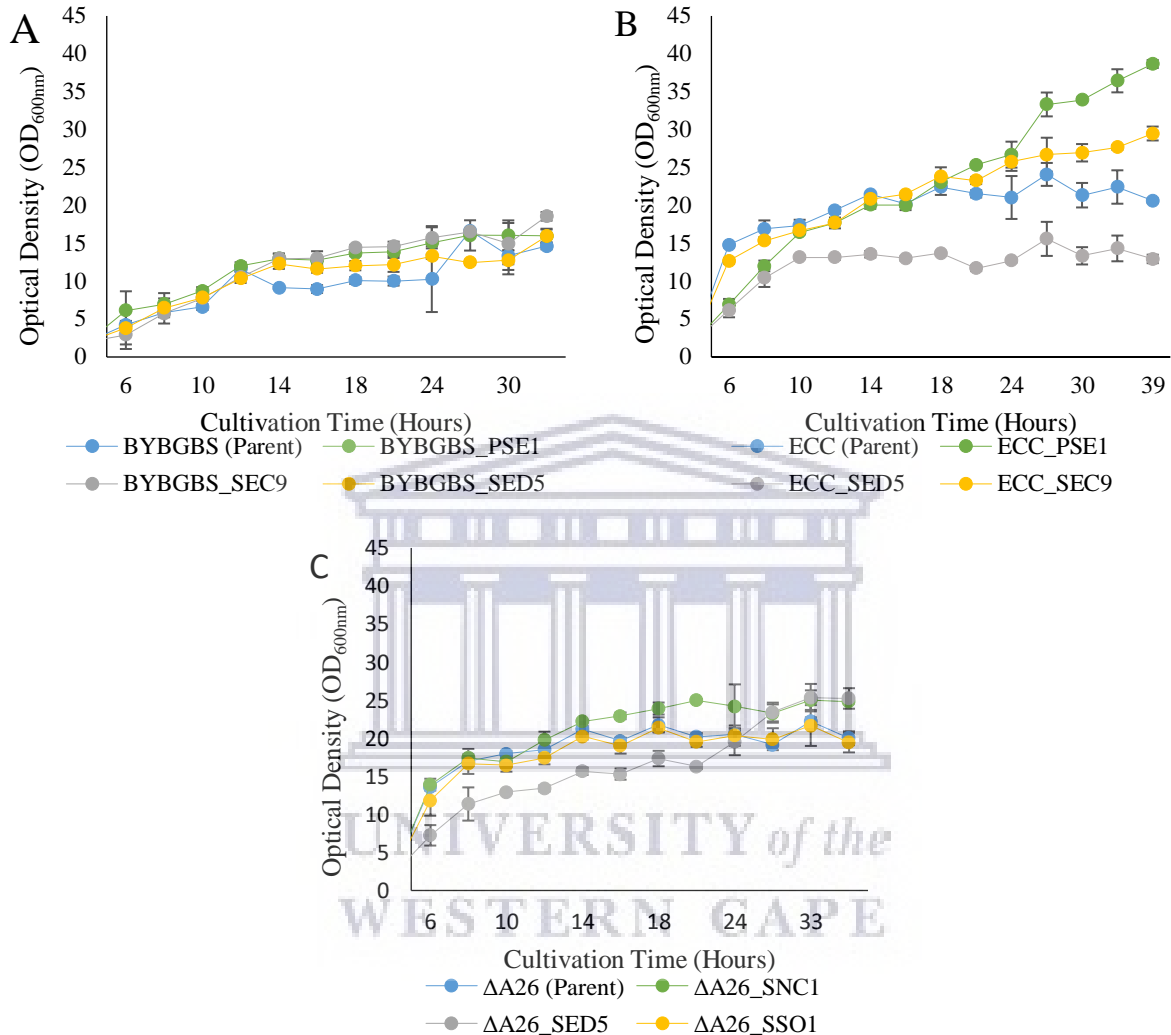 A
Optical Density (OD600nm)
45
40
35
30
25
20
15
10
5
0
6 10 14 18 24 30
Cultivation Time (Hours)
BYBGBS (Parent) BYBGBS_PSE1
BYBGBS_SEC9 BYBGBS_SED5
B
Optical Density (OD600nm)
45
40
35
30
25
20
15
10
5
0
6 10 14 18 24 30 39
Cultivation Time (Hours)
ECC (Parent) ECC_PSE1
ECC_SED5 ECC_SEC9
C
Optical Density (OD600nm)
45
40
35
30
25
20
15
10
5
0
6 10 14 18 24 33
Cultivation Time (Hours)
ΔA26 (Parent) ΔA26_SNC1
ΔA26_SED5 ΔA26_SSO1
UNIVERSITY of the
WESTERN CAPE